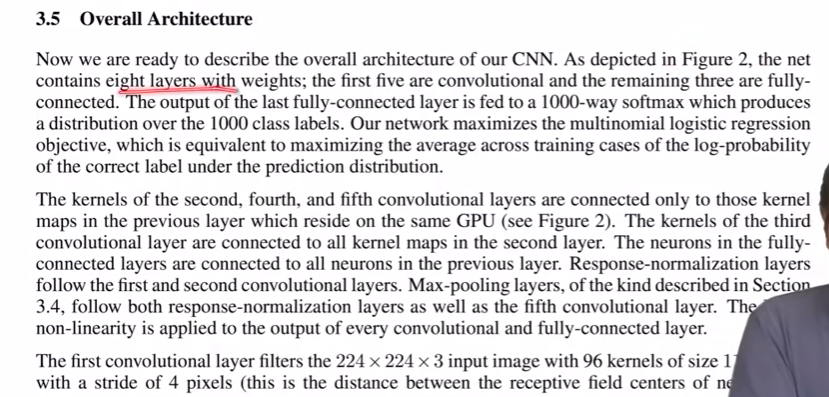 3.5 Overall Architecture
Now we are ready to describe the overall architecture of our CNN. As depicted in Figure 2, the net
contains eight layers with weights; the first five are convolutional and the remaining three are fully-
connected. The output of the last fully-connected layer is fed to a 1000-way softmax which produces
a distribution over the 1000 class labels. Our network maximizes the multinomial logistic regression
objective, which is equivalent to maximizing the average across training cases of the log-probability
of the correct label under the prediction distribution.
The kernels of the second, fourth, and fifth convolutional layers are connected only to those kernel
maps in the previous layer which reside on the same GPU (see Figure 2). The kernels of the third
convolutional layer are connected to all kernel maps in the second layer. The neurons in the fully-
connected layers are connected to all neurons in the previous layer. Response-normalization layers
follow the first and second convolutional layers. Max-pooling layers, of the kind described in Section
3.4, follow both response-normalization layers as well as the fifth convolutional layer. The
non-linearity is applied to the output of every convolutional and fully-connected layer.
The first convolutional layer filters the 224 × 224 × 3 input image with 96 kernels of size
with a stride of 4 pixels (this is the distance between the receptive field centers of